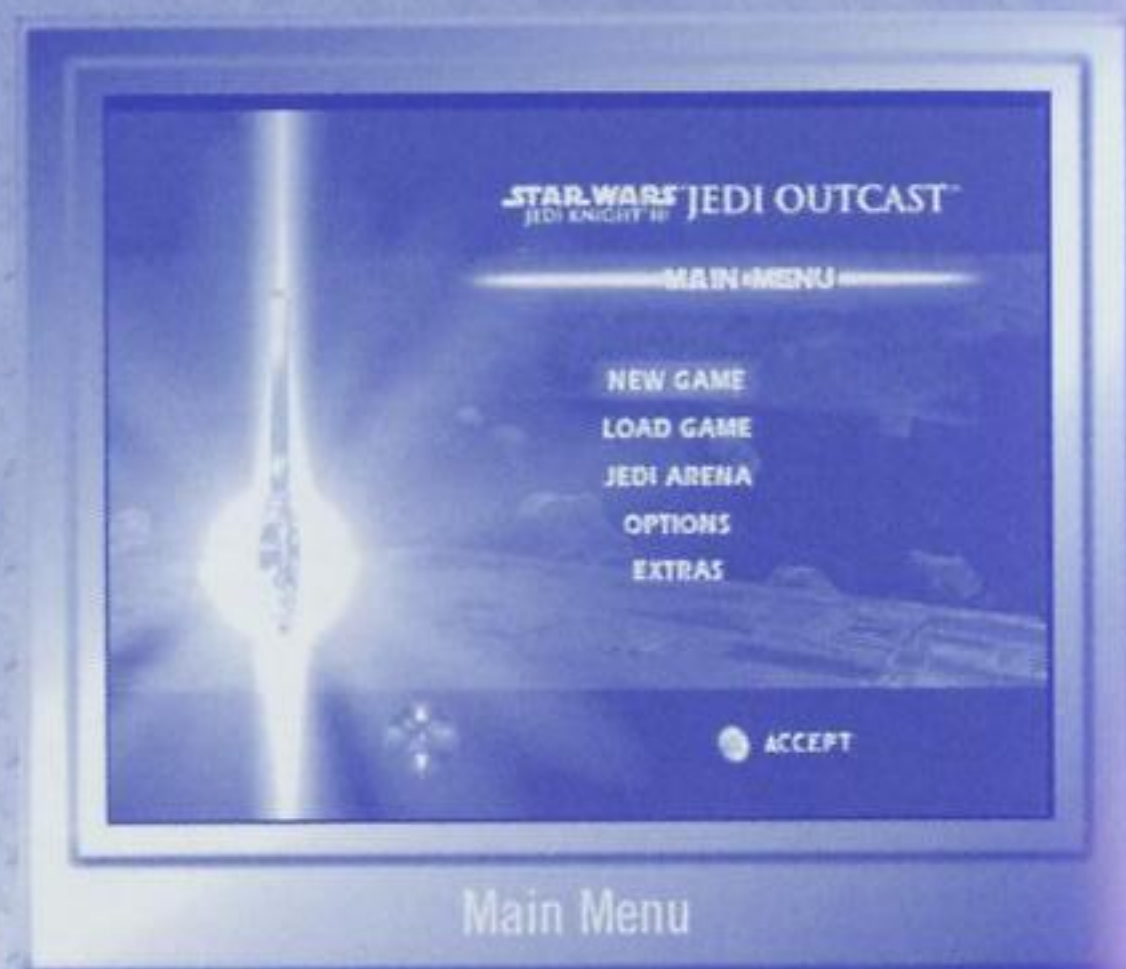 STAR WARS JEDI OUTCAST™
JEDI KNIGHT II:
MAIN MENU
NEW GAME
LOAD GAME
JEDI ARENA
OPTIONS
EXTRAS
ACCEPT
Main Menu